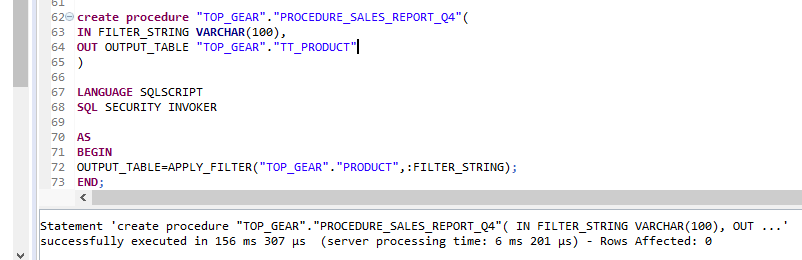 61
62 create procedure "TOP_GEAR"."PROCEDURE_SALES_REPORT_Q4"(
63 IN FILTER_STRING VARCHAR(100),
64 OUT OUTPUT_TABLE "TOP_GEAR"."TT_PRODUCT"
65 )
66
67 LANGUAGE SQLSCRIPT
68 SQL SECURITY INVOKER
69
70 AS
71 BEGIN
72 OUTPUT_TABLE=APPLY_FILTER("TOP_GEAR"."PRODUCT",:FILTER_STRING);
73 END;
Statement 'create procedure "TOP_GEAR"."PROCEDURE_SALES_REPORT_Q4"( IN FILTER_STRING VARCHAR(100), OUT ...'
successfully executed in 156 ms 307 µs (server processing time: 6 ms 201 µs) - Rows Affected: 0